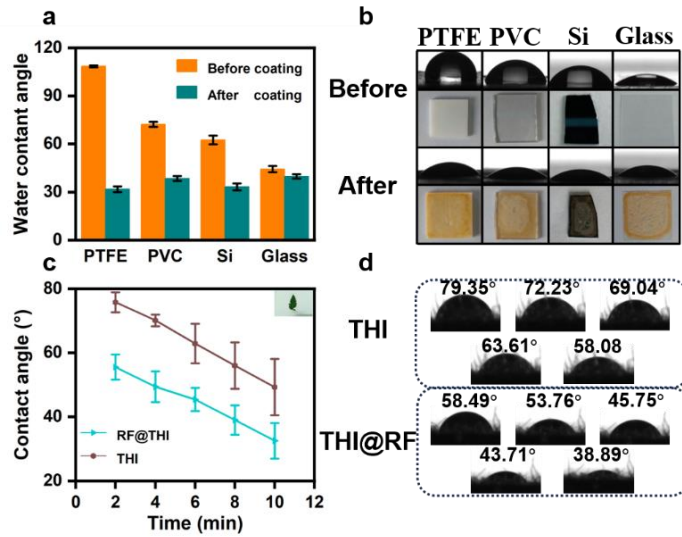 a
Water contant angle
120
90
60
30
0
Before coating
After coating
PTFE PVC Si Glass
b
PTFE PVC Si Glass
Before
After
c
Contact angle (°)
80
60
40
20
RF@THI
THI
0 2 4 6 8 10 12
Time (min)
d
THI
79.35° 72.23° 69.04°
63.61° 58.08
THI@RF
58.49° 53.76° 45.75°
43.71° 38.89°